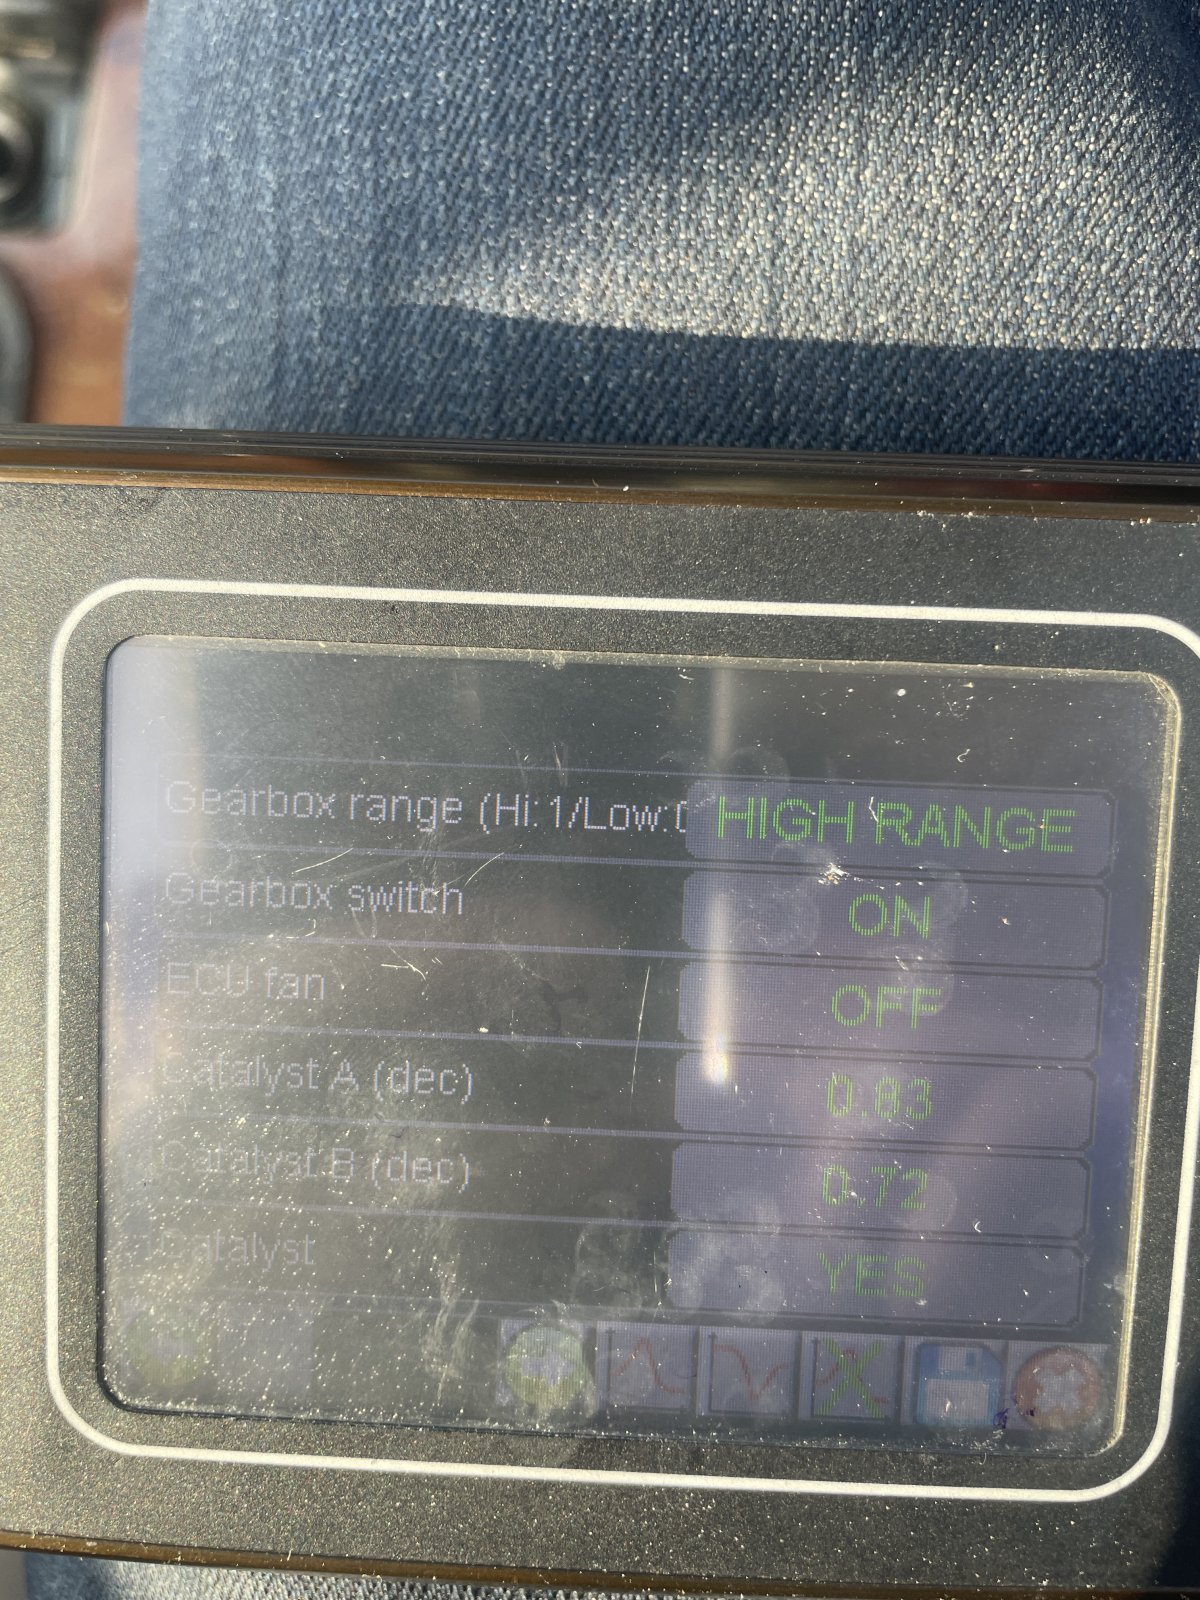 Gearbox range (Hi:1/Low:0 HIGH RANGE
Gearbox switch ON
ECU fan OFF
Catalyst A (dec) 0.83
Catalyst B (dec) 0.72
Catalyst YES